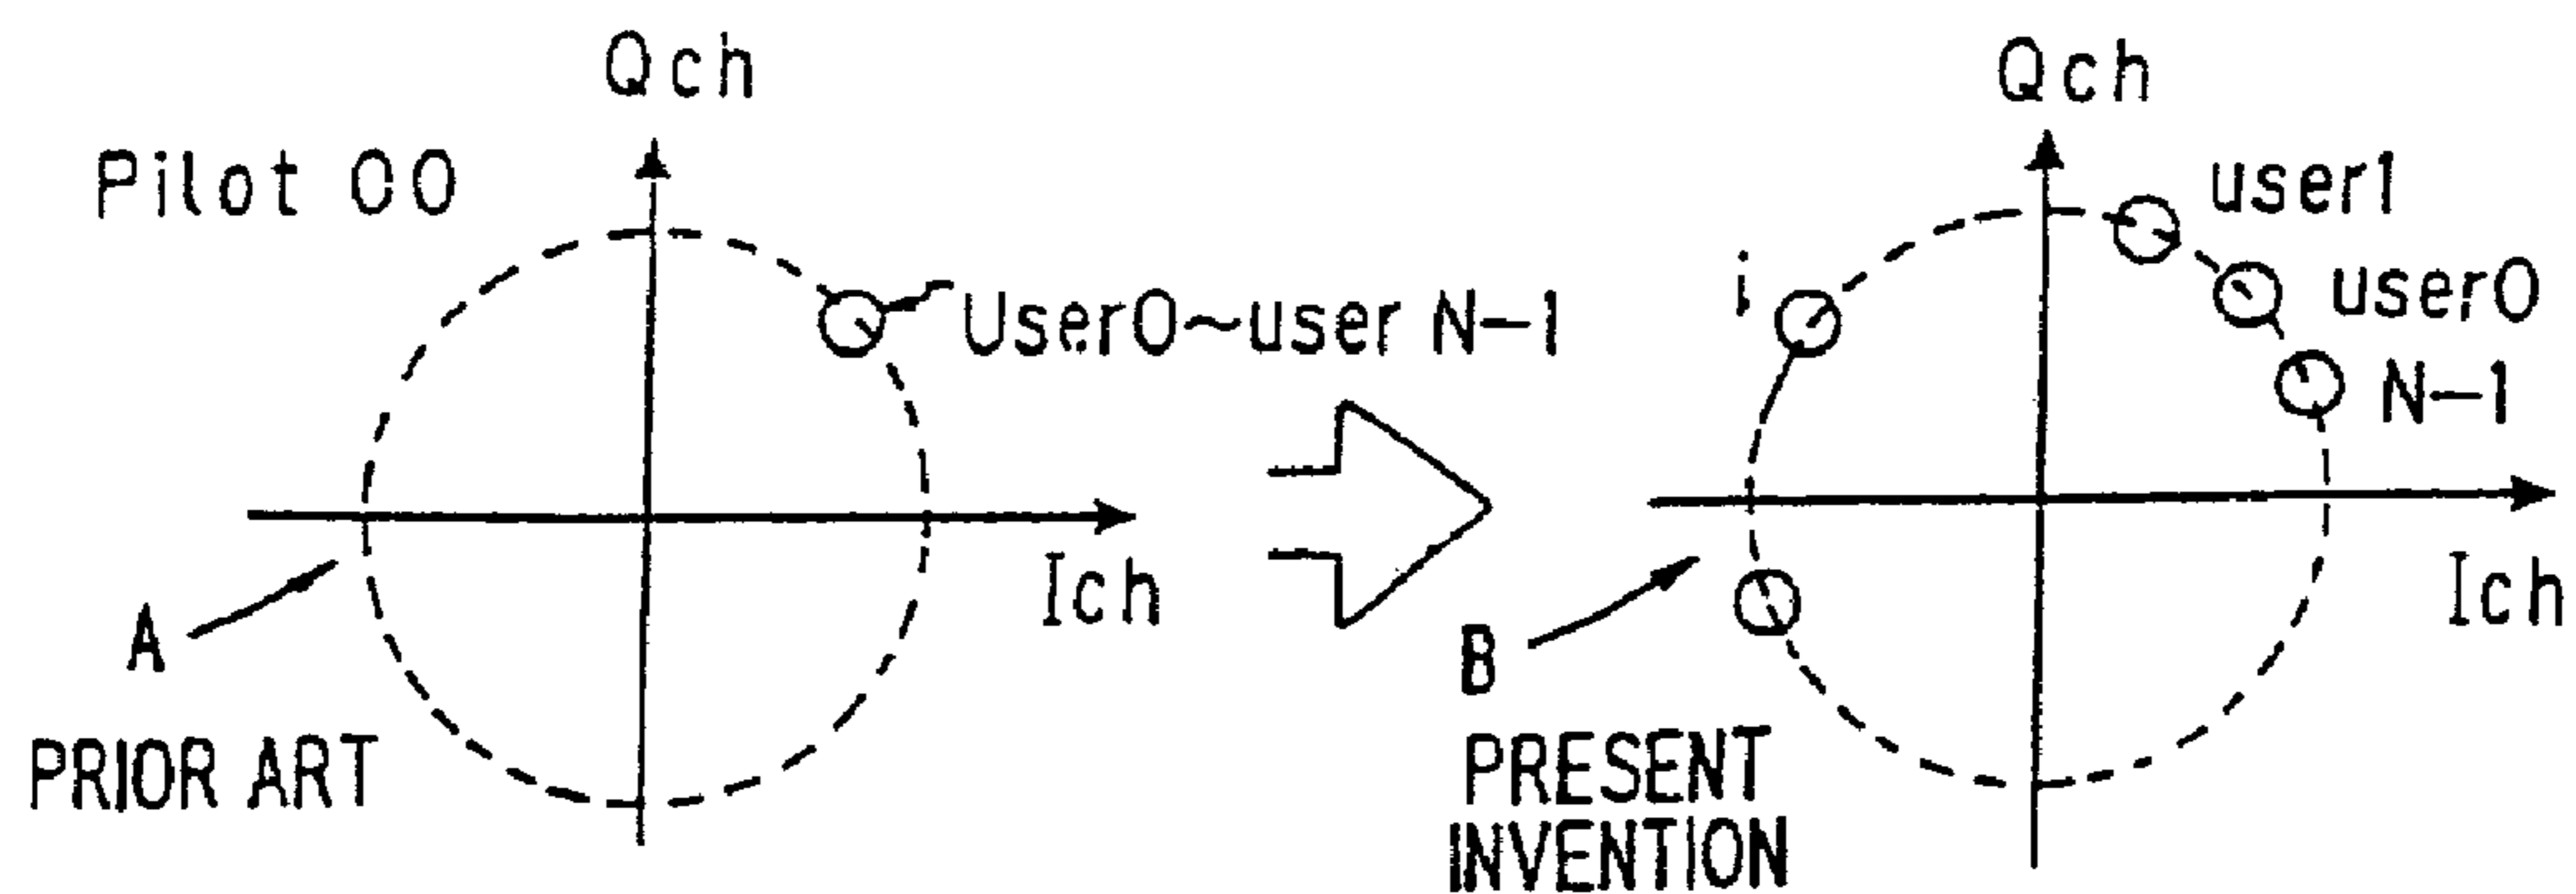 Qch
Pilot 00
User0~user N-1
Ich
A
PRIOR ART
Qch
user1
i
user0
N-1
Ich
B
PRESENT
INVENTION